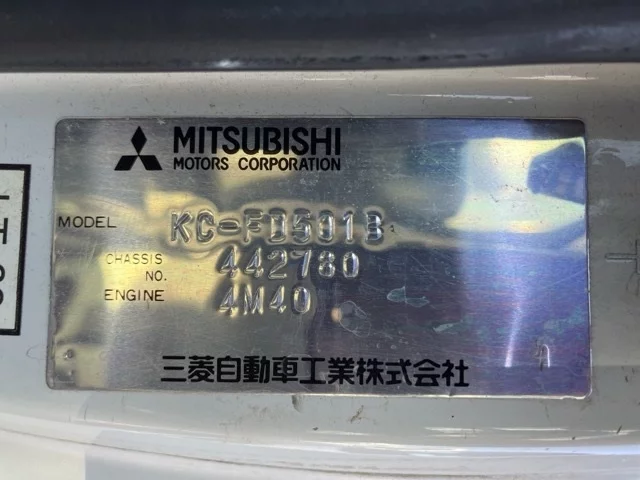 MITSUBISHI
MOTORS CORPORATION
MODEL KC-FD501B
CHASSIS NO. 442780
ENGINE 4M40
三菱自動車工業株式会社